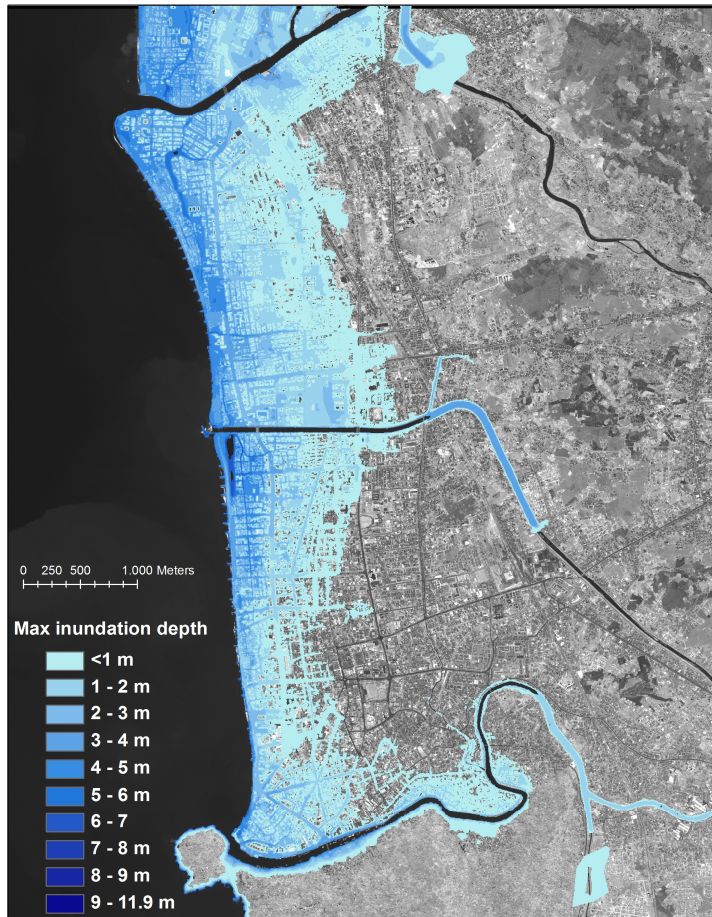 0 250 500 1.000 Meters
Max inundation depth
<1 m
1 - 2 m
2 - 3 m
3 - 4 m
4 - 5 m
5 - 6 m
6 - 7
7 - 8 m
8 - 9 m
9 - 11.9 m